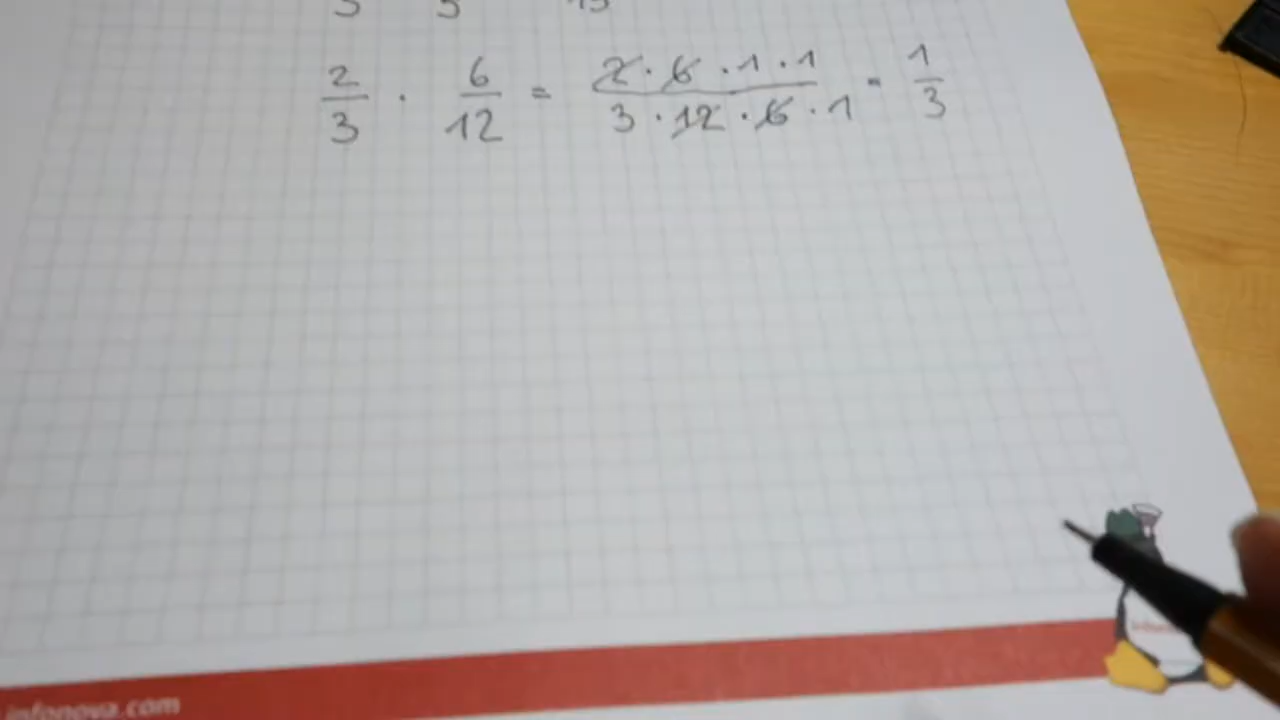 2/3 · 6/12 = 2 · 6 · 1 · 1 / 3 · 12 · 6 · 1 = 1/3
infonova.com